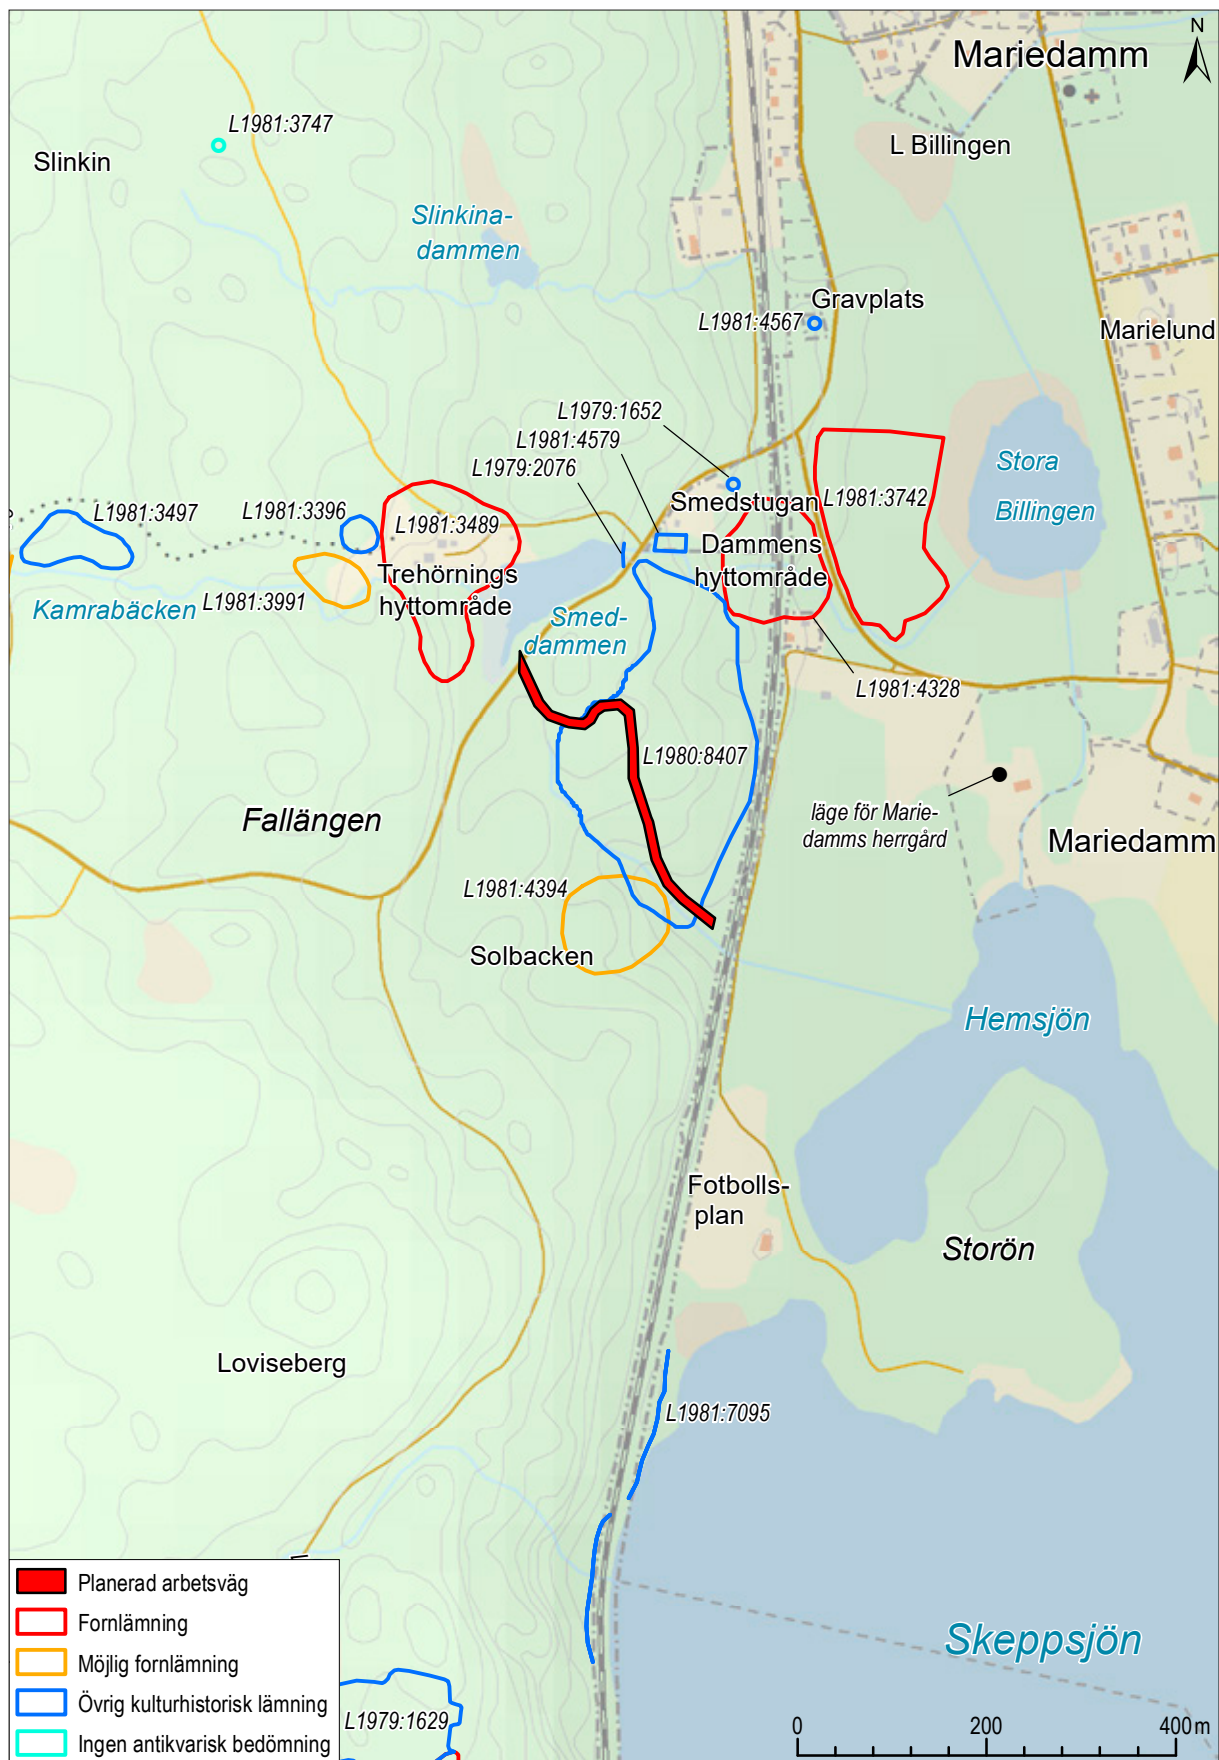 N
Mariedamm
L1981:3747
L Billingen
Slinkin
Slinkina-
dammen
Gravplats
L1981:4567
Marielund
L1979:1652
L1981:4579
L1979:2076
Stora
Billingen
Smedstugan
L1981:3742
L1981:3497
L1981:3396
L1981:3489
Dammens
hyttområde
Trehörnings
hyttområde
Kamrabäcken
L1981:3991
Smed-
dammen
L1981:4328
L1980:8407
läge för Marie-
damms herrgård
Fallängen
Mariedamm
L1981:4394
Solbacken
Hemsjön
Fotbolls-
plan
Storön
Loviseberg
L1981:7095
Skeppsjön
L1979:1629
Planerad arbetsväg
Fornlämning
Möjlig fornlämning
Övrig kulturhistorisk lämning
Ingen antikvarisk bedömning
0 200 400 m